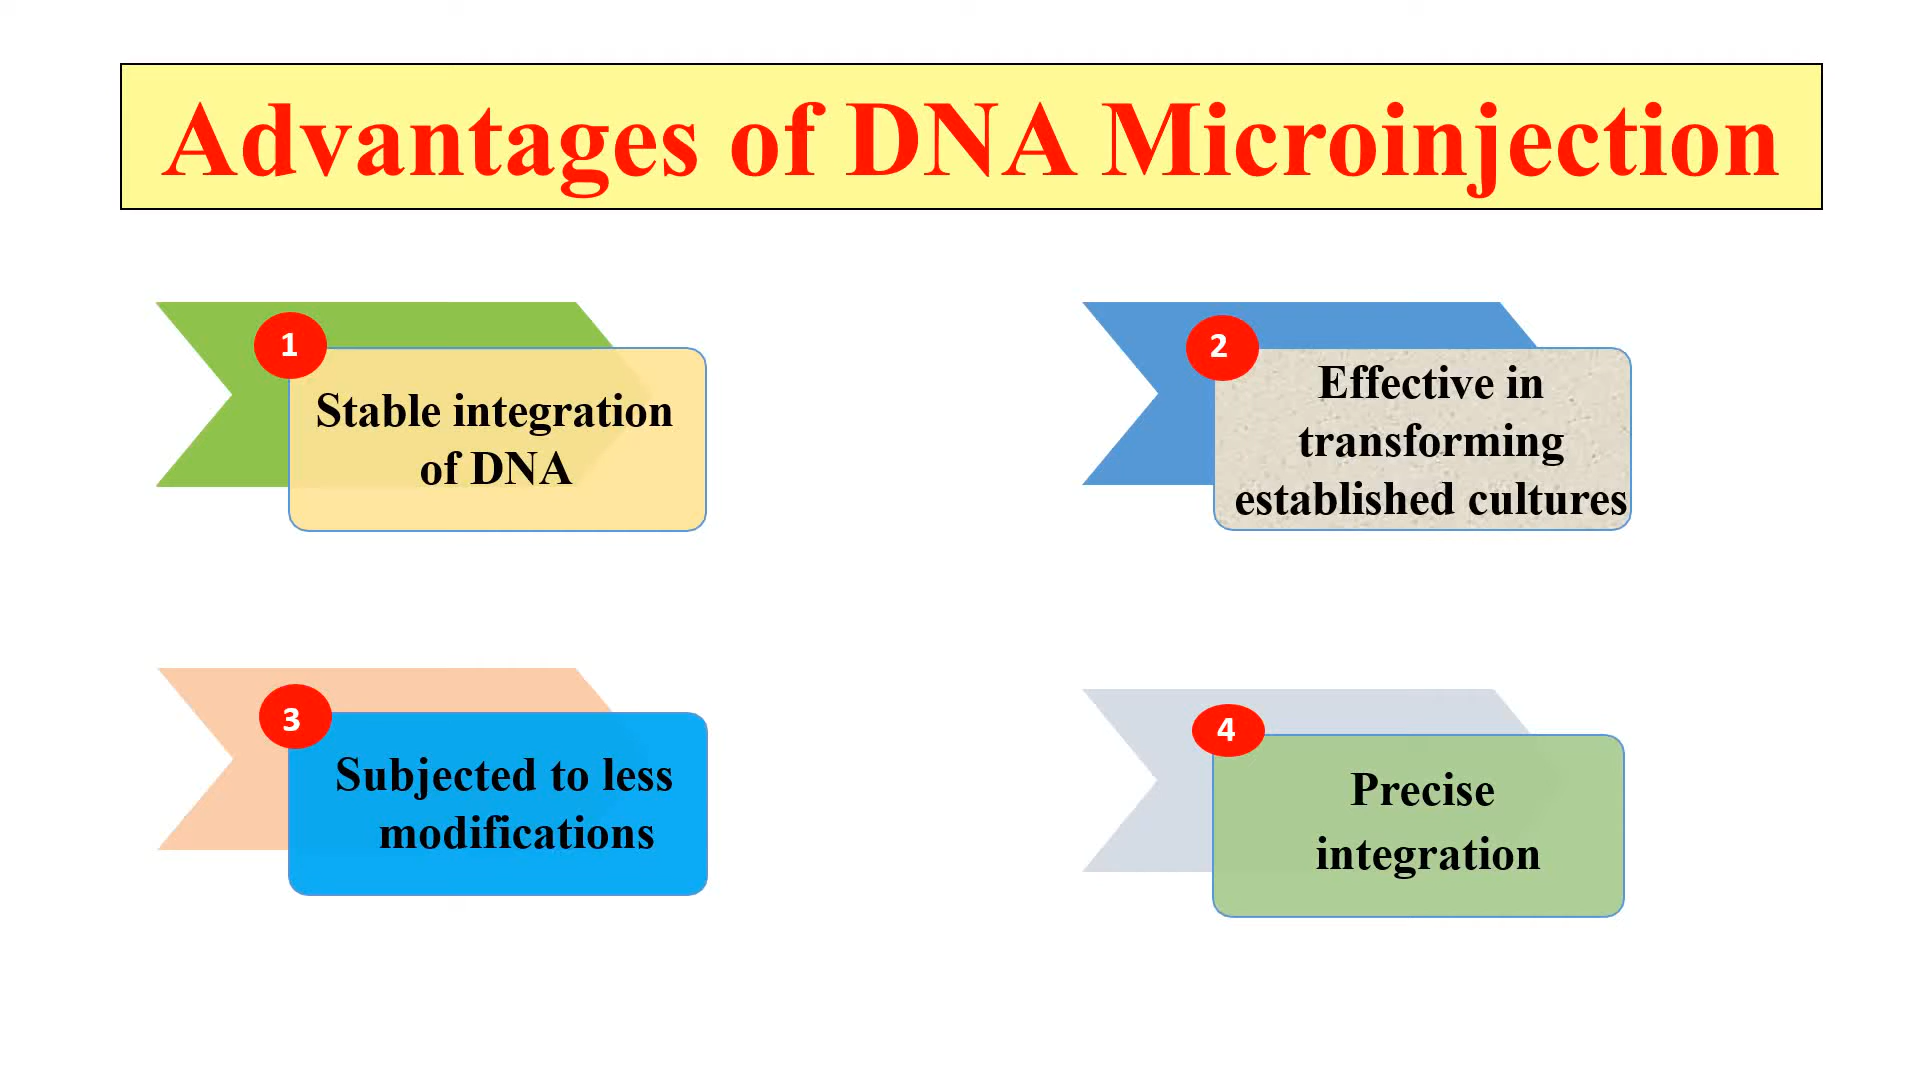 Advantages of DNA Microinjection
1
Stable integration
of DNA
2
Effective in
transforming
established cultures
3
Subjected to less
modifications
4
Precise
integration